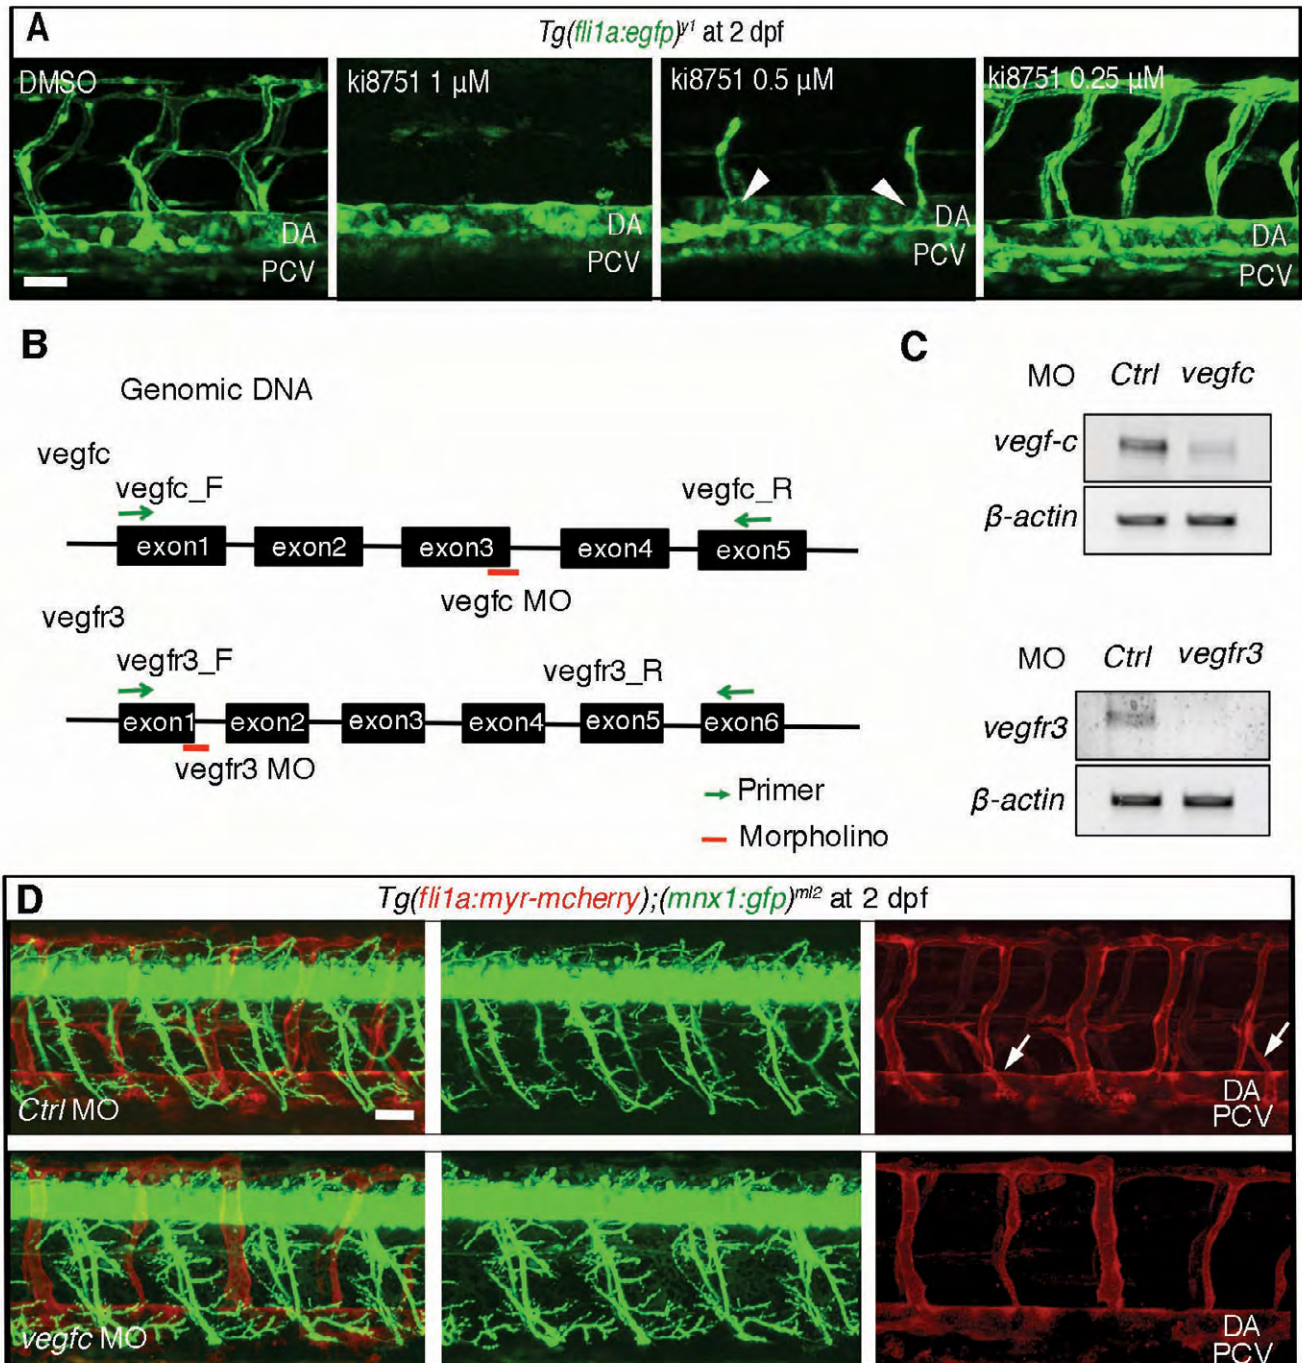 A
Tg(fli1a:egfp)y1 at 2 dpf
DMSO
ki8751 1 µM
ki8751 0.5 µM
ki8751 0.25 µM
DA
PCV
DA
PCV
DA
PCV
DA
PCV
B
Genomic DNA
vegfc
vegfc_F
vegfc_R
exon1
exon2
exon3
exon4
exon5
vegfc MO
vegfr3
vegfr3_F
vegfr3_R
exon1
exon2
exon3
exon4
exon5
exon6
vegfr3 MO
Primer
Morpholino
C
MO Ctrl vegfc
vegf-c
β-actin
MO Ctrl vegfr3
vegfr3
β-actin
D
Tg(fli1a:myr-mcherry);(mnx1:gfp)ml2 at 2 dpf
Ctrl MO
DA
PCV
vegfc MO
DA
PCV